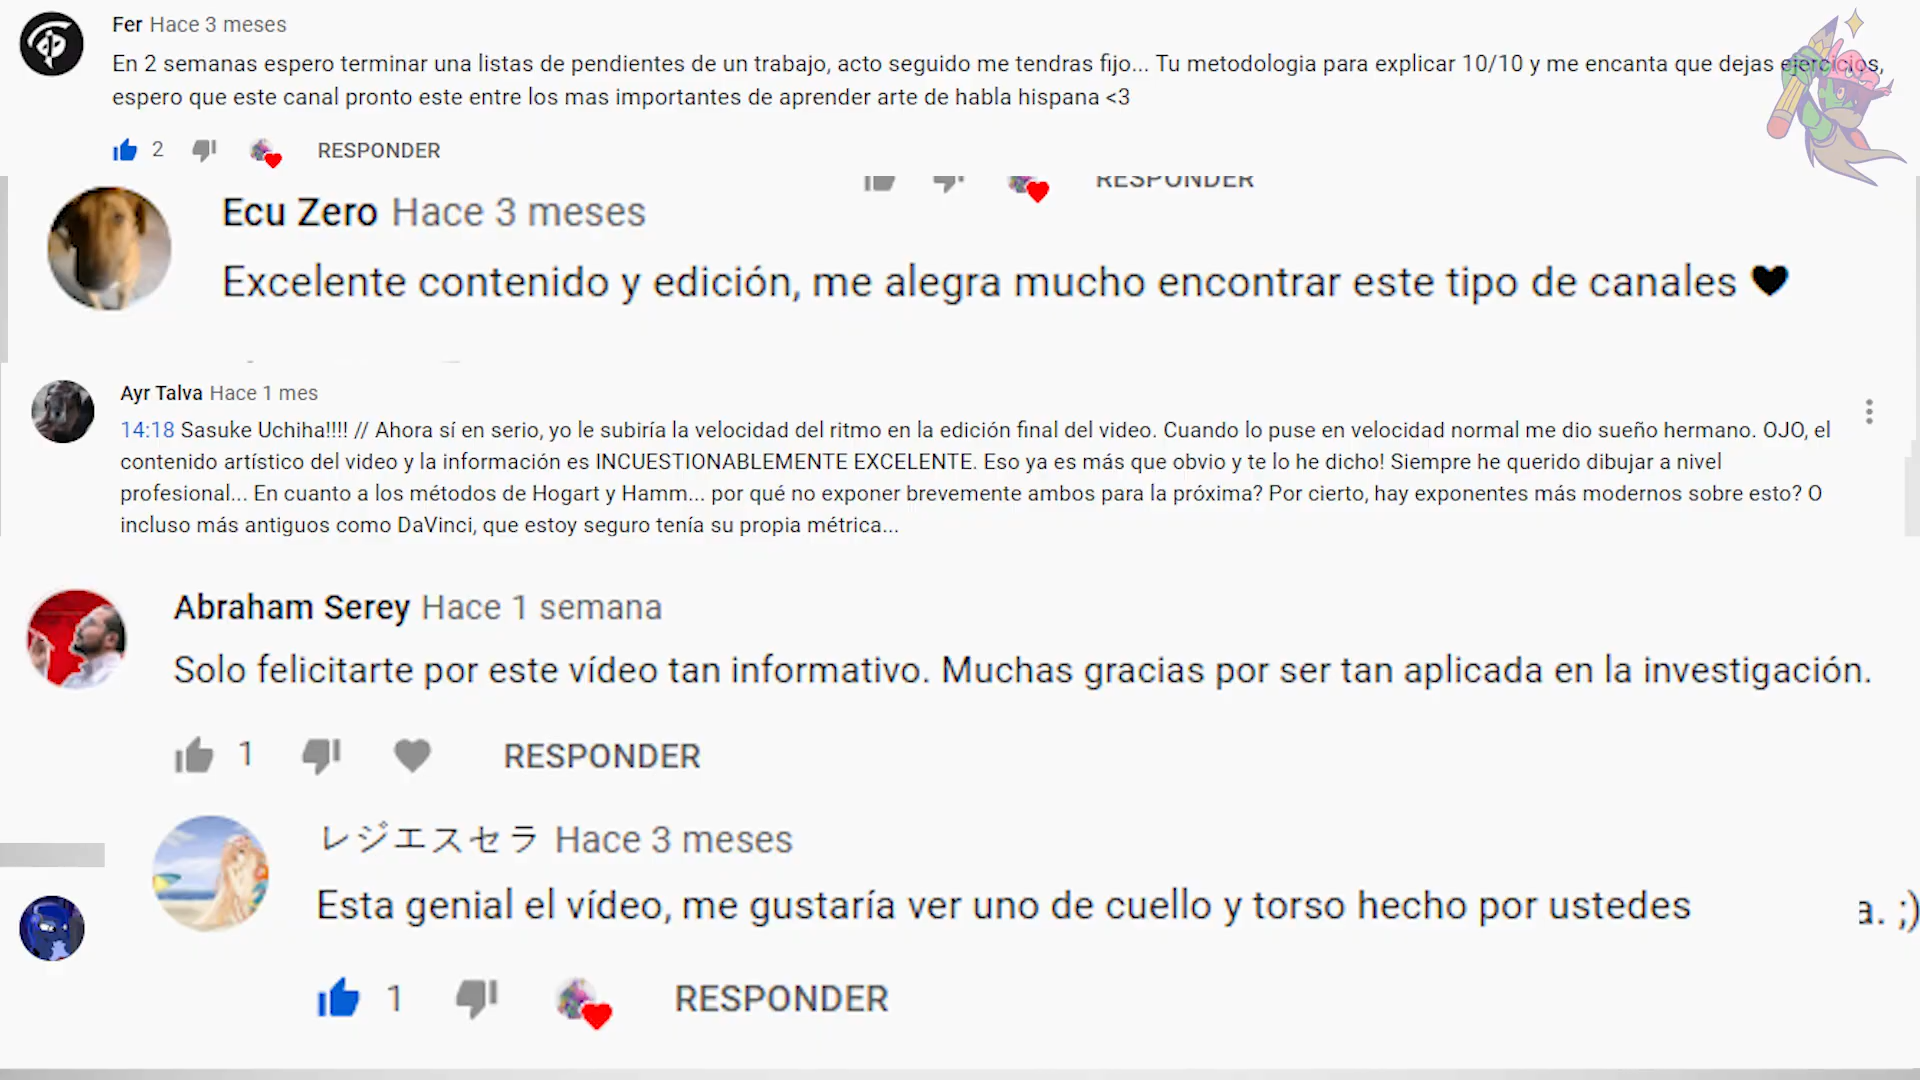 Fer Hace 3 meses
En 2 semanas espero terminar una listas de pendientes de un trabajo, acto seguido me tendras fijo... Tu metodologia para explicar 10/10 y me encanta que dejas ejercicios,
espero que este canal pronto este entre los mas importantes de aprender arte de habla hispana <3
2 RESPONDER
RESPONDER
Ecu Zero Hace 3 meses
Excelente contenido y edición, me alegra mucho encontrar este tipo de canales 🖤
Ayr Talva Hace 1 mes
14:18 Sasuke Uchiha!!!! // Ahora sí en serio, yo le subiría la velocidad del ritmo en la edición final del video. Cuando lo puse en velocidad normal me dio sueño hermano. OJO, el
contenido artístico del video y la información es INCUESTIONABLEMENTE EXCELENTE. Eso ya es más que obvio y te lo he dicho! Siempre he querido dibujar a nivel
profesional... En cuanto a los métodos de Hogart y Hamm... por qué no exponer brevemente ambos para la próxima? Por cierto, hay exponentes más modernos sobre esto? O
incluso más antiguos como DaVinci, que estoy seguro tenía su propia métrica...
Abraham Serey Hace 1 semana
Solo felicitarte por este vídeo tan informativo. Muchas gracias por ser tan aplicada en la investigación.
1 RESPONDER
レジエスセラ Hace 3 meses
Esta genial el vídeo, me gustaría ver uno de cuello y torso hecho por ustedes
a. ;)
1 RESPONDER